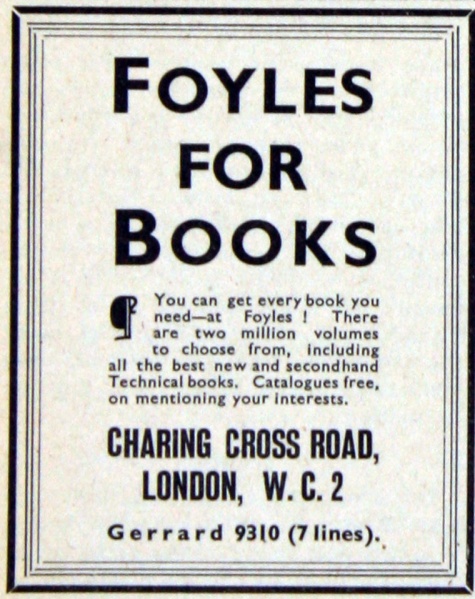 FOYLES
FOR
BOOKS
You can get every book you
need—at Foyles ! There
are two million volumes
to choose from, including
all the best new and secondhand
Technical books. Catalogues free,
on mentioning your interests.
CHARING CROSS ROAD,
LONDON, W. C. 2
Gerrard 9310 (7 lines).